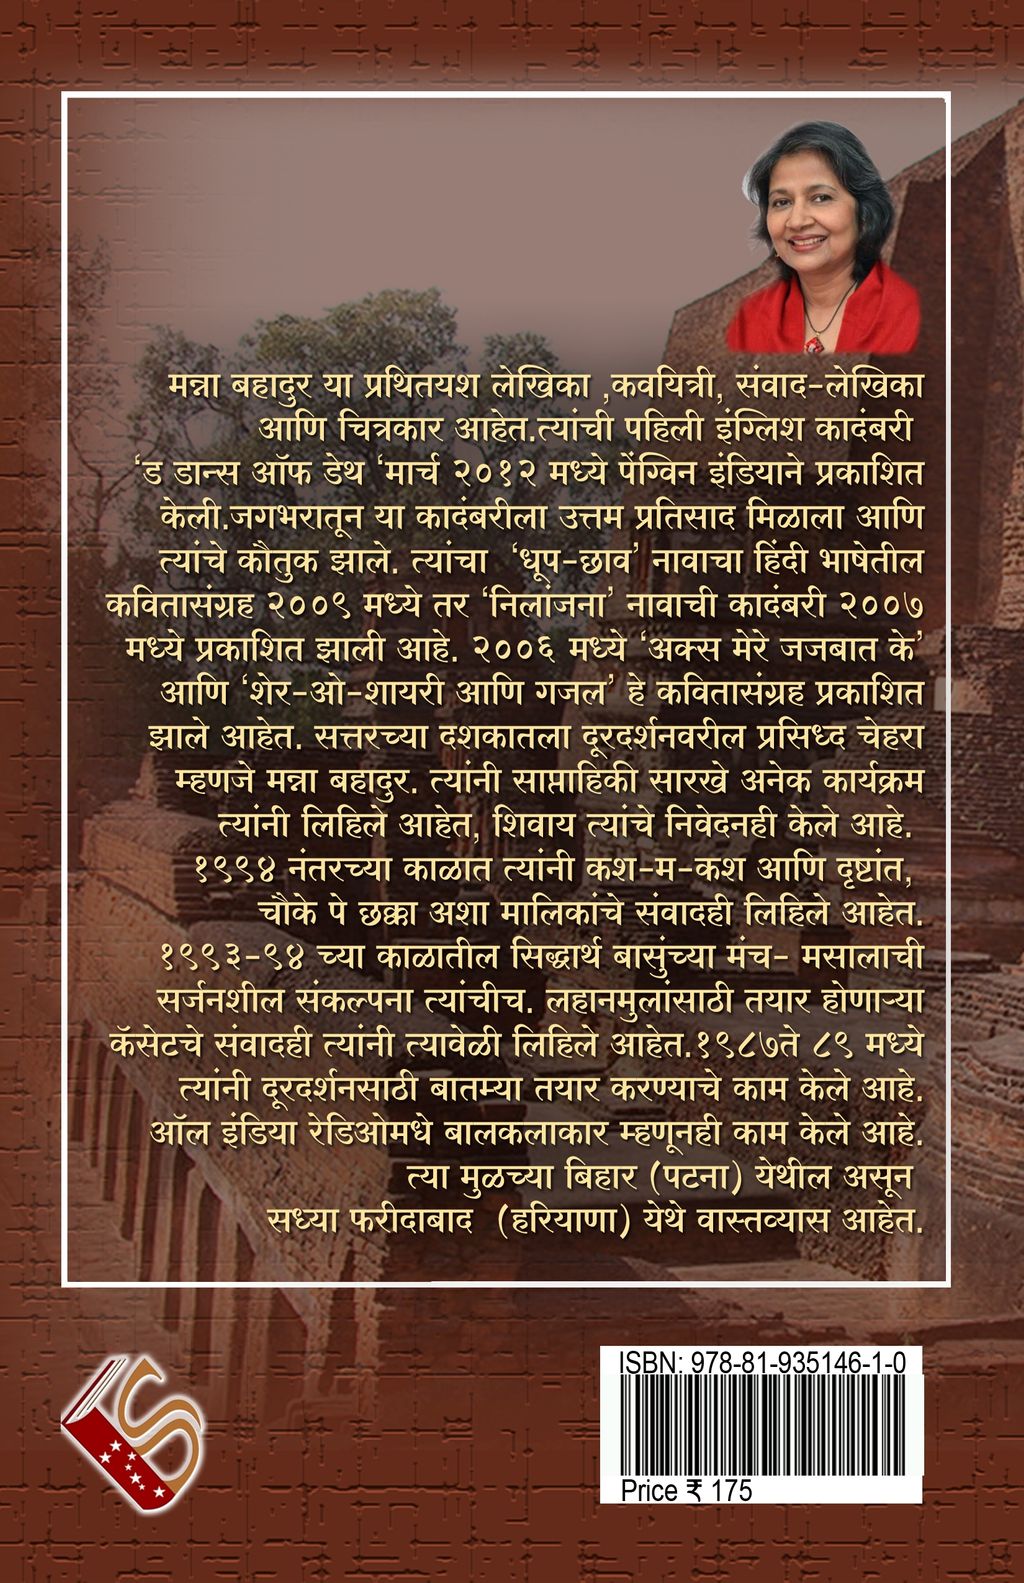 मन्ना बहादुर या प्रथितयश लेखिका ,कवयित्री, संवाद-लेखिका
आणि चित्रकार आहेत.त्यांची पहिली इंग्लिश कादंबरी
‘ड डान्स ऑफ डेथ ‘मार्च २०१२ मध्ये पेंग्विन इंडियाने प्रकाशित
केली.जगभरातून या कादंबरीला उत्तम प्रतिसाद मिळाला आणि
त्यांचे कौतुक झाले. त्यांचा ‘धूप-छाव’ नावाचा हिंदी भाषेतील
कवितासंग्रह २००९ मध्ये तर ‘निलांजना’ नावाची कादंबरी २००७
मध्ये प्रकाशित झाली आहे. २००६ मध्ये ‘अक्स मेरे जजबात के’
आणि ‘शेर-ओ-शायरी आणि गजल’ हे कवितासंग्रह प्रकाशित
झाले आहेत. सत्तरच्या दशकातला दूरदर्शनवरील प्रसिध्द चेहरा
म्हणजे मन्ना बहादुर. त्यांनी साप्ताहिकी सारखे अनेक कार्यक्रम
त्यांनी लिहिले आहेत, शिवाय त्यांचे निवेदनही केले आहे.
१९९४ नंतरच्या काळात त्यांनी कश-म-कश आणि दृष्टांत,
चौके पे छक्का अशा मालिकांचे संवादही लिहिले आहेत.
१९९३-९४ च्या काळातील सिद्धार्थ बासुंच्या मंच- मसालाची
सर्जनशील संकल्पना त्यांचीच. लहानमुलांसाठी तयार होणाऱ्या
कॅसेटचे संवादही त्यांनी त्यावेळी लिहिले आहेत.१९८७ते ८९ मध्ये
त्यांनी दूरदर्शनसाठी बातम्या तयार करण्याचे काम केले आहे.
ऑल इंडिया रेडिओमधे बालकलाकार म्हणूनही काम केले आहे.
त्या मुळच्या बिहार (पटना) येथील असून
सध्या फरीदाबाद (हरियाणा) येथे वास्तव्यास आहेत.
ISBN: 978-81-935146-1-0
Price ₹ 175
S